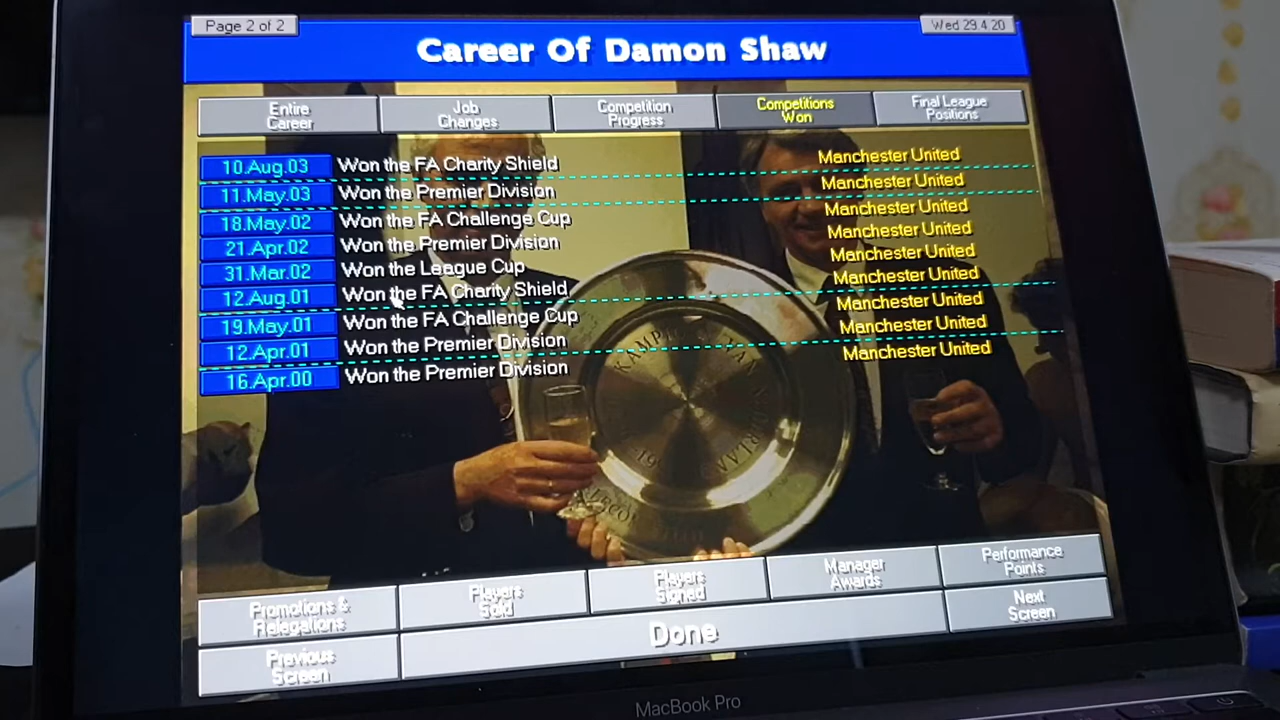 Page 2 of 2
Wed 29.4.20
Career Of Damon Shaw
Entire Career
Job Changes
Competition Progress
Competitions Won
Final League Positions
10.Aug.03 Won the FA Charity Shield Manchester United
11.May.03 Won the Premier Division Manchester United
18.May.02 Won the FA Challenge Cup Manchester United
21.Apr.02 Won the Premier Division Manchester United
31.Mar.02 Won the League Cup Manchester United
12.Aug.01 Won the FA Charity Shield Manchester United
19.May.01 Won the FA Challenge Cup Manchester United
12.Apr.01 Won the Premier Division Manchester United
16.Apr.00 Won the Premier Division Manchester United
Promotions & Relegations
Players Sold
Players Signed
Manager Awards
Performance Points
Previous Screen
Done
Next Screen
MacBook Pro